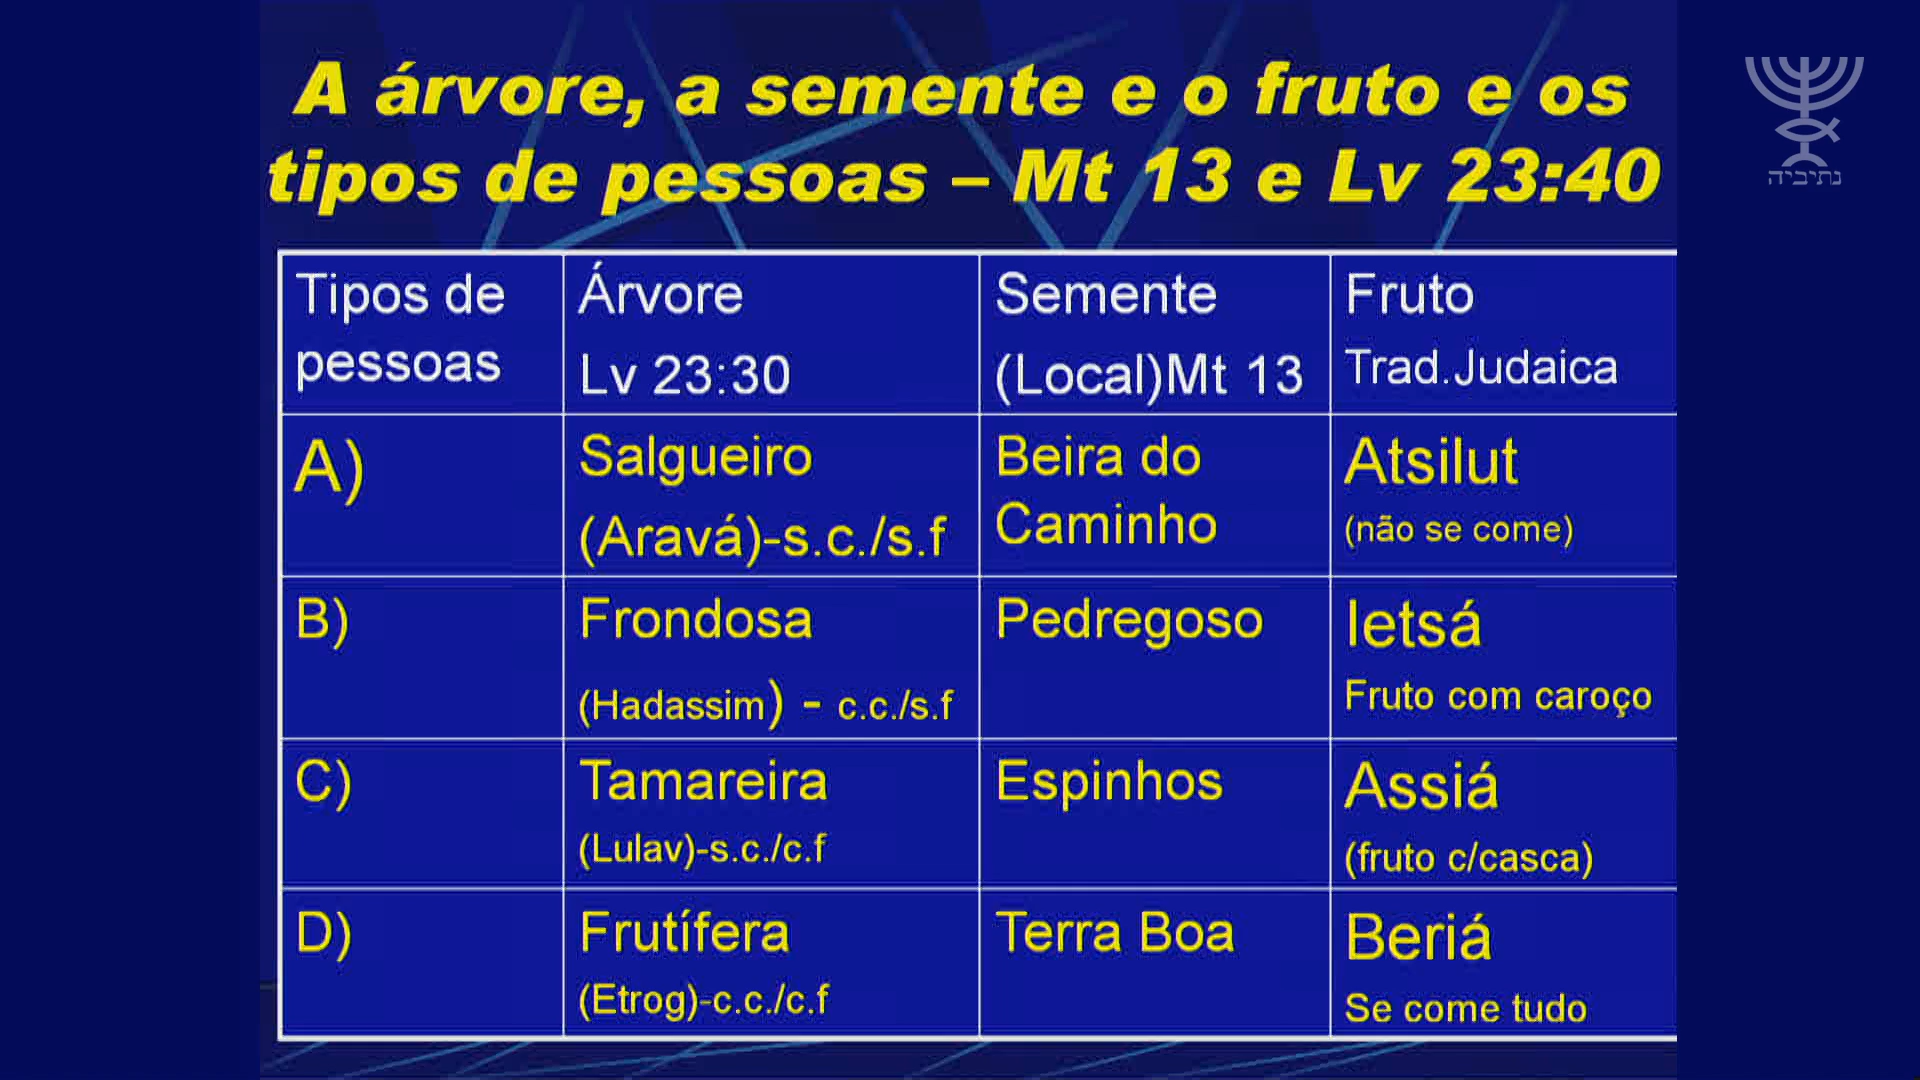 A árvore, a semente e o fruto e os
tipos de pessoas – Mt 13 e Lv 23:40
נתיביה
Tipos de
pessoas
Árvore
Lv 23:30
Semente
(Local)Mt 13
Fruto
Trad.Judaica
A)
Salgueiro
(Aravá)-s.c./s.f
Beira do
Caminho
Atsilut
(não se come)
B)
Frondosa
(Hadassim) - c.c./s.f
Pedregoso
Ietsá
Fruto com caroço
C)
Tamareira
(Lulav)-s.c./c.f
Espinhos
Assiá
(fruto c/casca)
D)
Frutífera
(Etrog)-c.c./c.f
Terra Boa
Beriá
Se come tudo